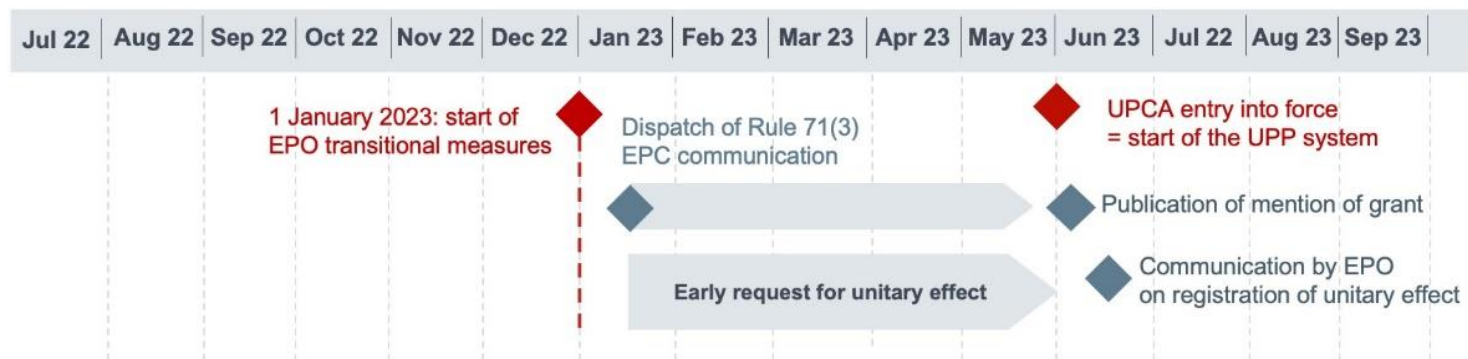 Jul 22 Aug 22 Sep 22 Oct 22 Nov 22 Dec 22 Jan 23 Feb 23 Mar 23 Apr 23 May 23 Jun 23 Jul 22 Aug 23 Sep 23
1 January 2023: start of
EPO transitional measures
Dispatch of Rule 71(3)
EPC communication
UPCA entry into force
= start of the UPP system
Publication of mention of grant
Early request for unitary effect
Communication by EPO
on registration of unitary effect